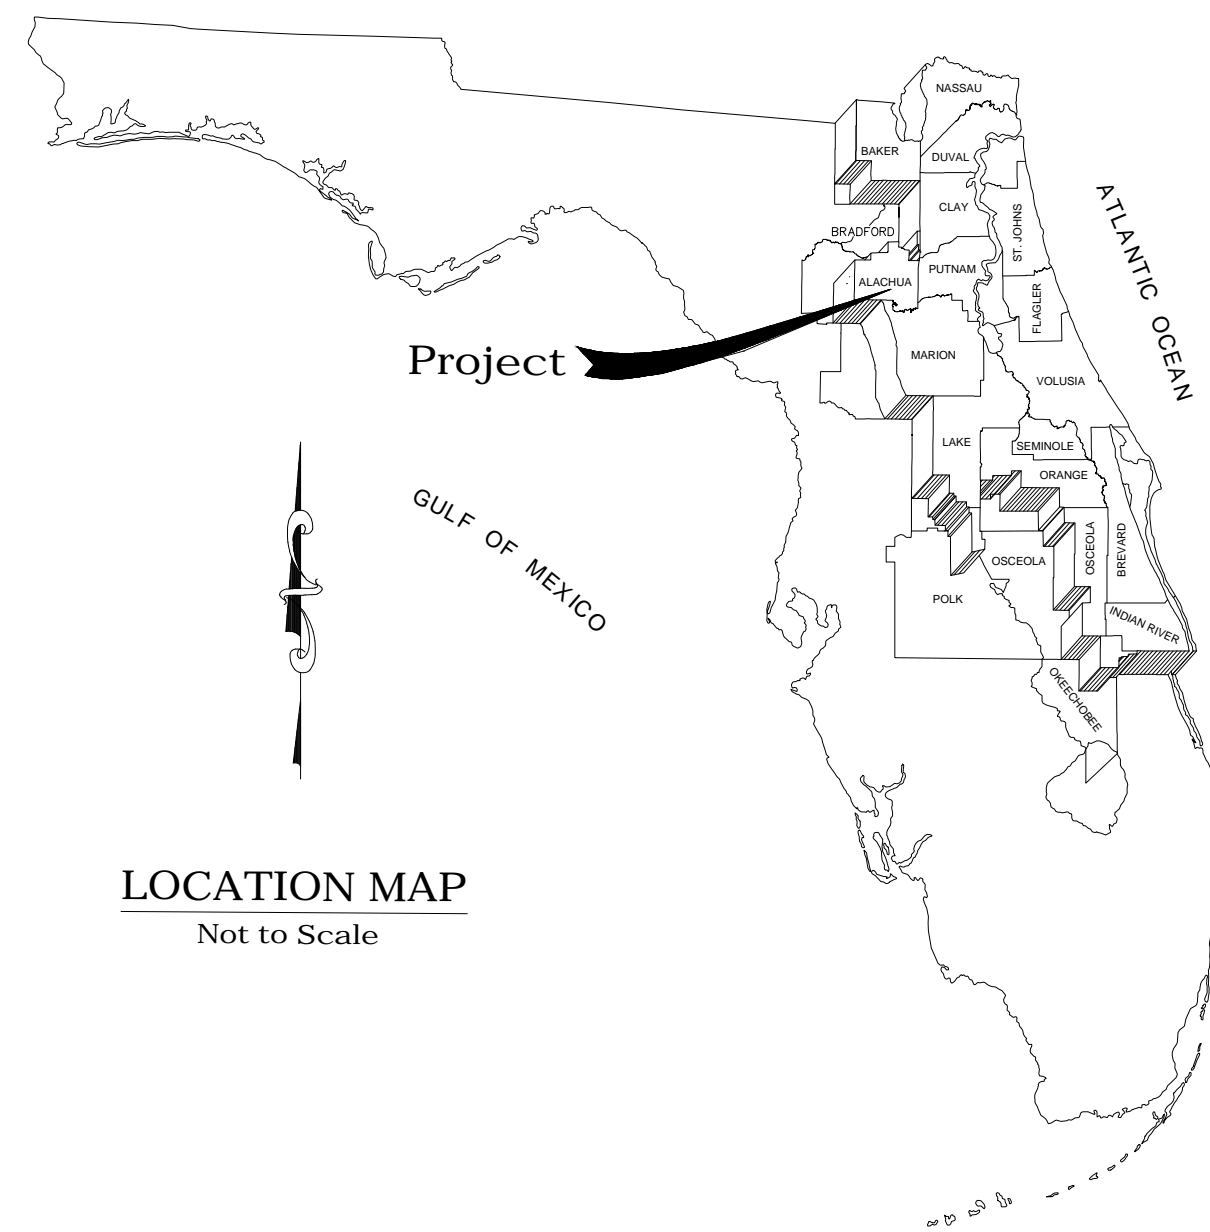 NASSAU
BAKER
DUVAL
CLAY
ST. JOHNS
BRADFORD
PUTNAM
ALACHUA
FLAGLER
ATLANTIC OCEAN
Project
MARION
VOLUSIA
LAKE
SEMINOLE
ORANGE
GULF OF MEXICO
OSCEOLA
OSCEOLA
BREVARD
POLK
INDIAN RIVER
OKEECHOBEE
LOCATION MAP
Not to Scale